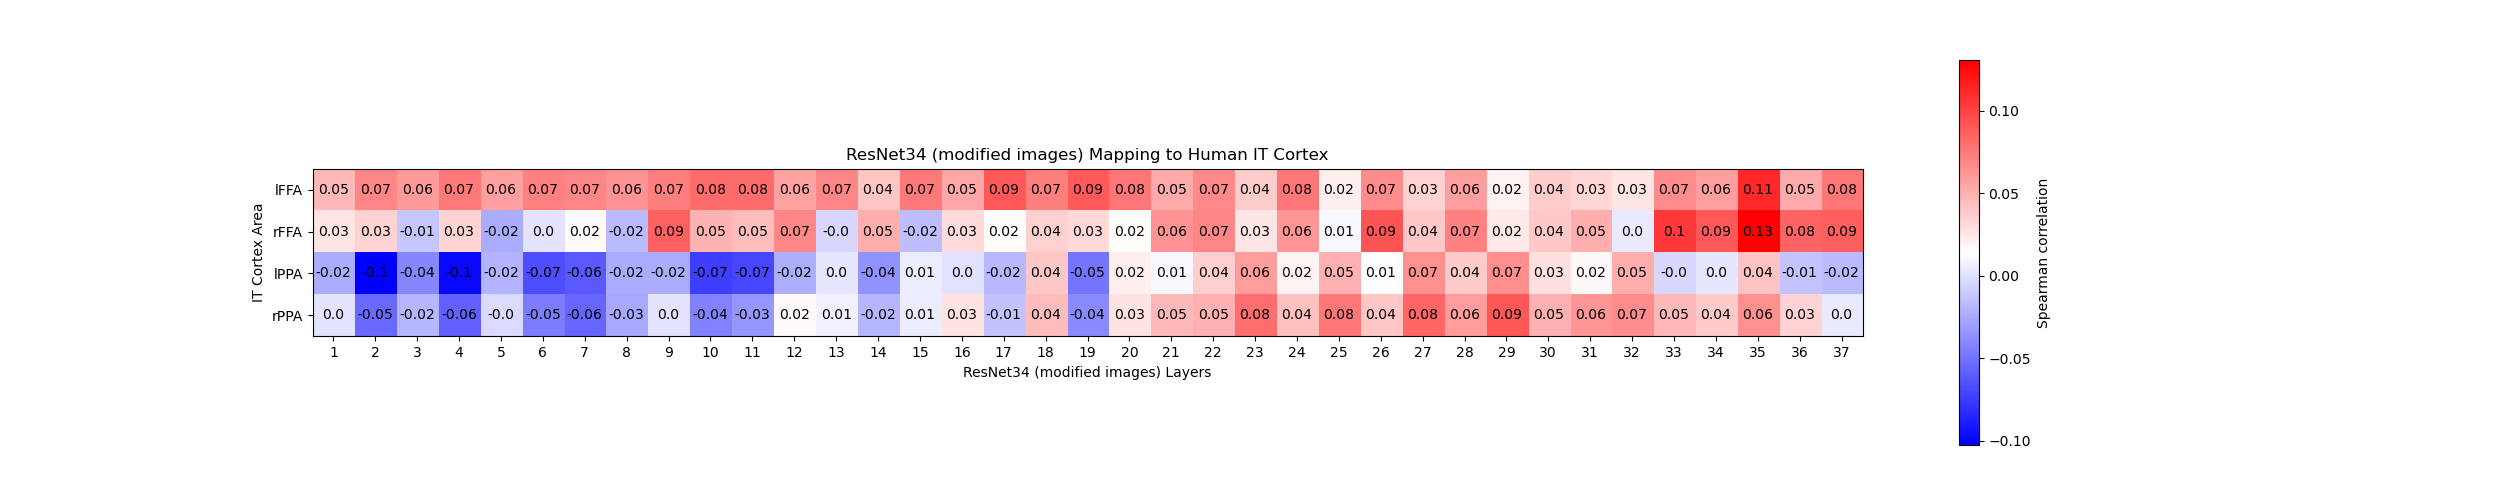 ResNet34 (modified images) Mapping to Human IT Cortex
IT Cortex Area
lFFA 0.05 0.07 0.06 0.07 0.06 0.07 0.07 0.06 0.07 0.08 0.08 0.06 0.07 0.04 0.07 0.05 0.09 0.07 0.09 0.08 0.05 0.07 0.04 0.08 0.02 0.07 0.03 0.06 0.02 0.04 0.03 0.03 0.07 0.06 0.11 0.05 0.08
rFFA 0.03 0.03 -0.01 0.03 -0.02 0.0 0.02 -0.02 0.09 0.05 0.05 0.07 -0.0 0.05 -0.02 0.03 0.02 0.04 0.03 0.02 0.06 0.07 0.03 0.06 0.01 0.09 0.04 0.07 0.02 0.04 0.05 0.0 0.1 0.09 0.13 0.08 0.09
lPPA -0.02 -0.1 -0.04 -0.1 -0.02 -0.07 -0.06 -0.02 -0.02 -0.07 -0.07 -0.02 0.0 -0.04 0.01 0.0 -0.02 0.04 -0.05 0.02 0.01 0.04 0.06 0.02 0.05 0.01 0.07 0.04 0.07 0.03 0.02 0.05 -0.0 0.0 0.04 -0.01 -0.02
rPPA 0.0 -0.05 -0.02 -0.06 -0.0 -0.05 -0.06 -0.03 0.0 -0.04 -0.03 0.02 0.01 -0.02 0.01 0.03 -0.01 0.04 -0.04 0.03 0.05 0.05 0.08 0.04 0.08 0.04 0.08 0.06 0.09 0.05 0.06 0.07 0.05 0.04 0.06 0.03 0.0
1 2 3 4 5 6 7 8 9 10 11 12 13 14 15 16 17 18 19 20 21 22 23 24 25 26 27 28 29 30 31 32 33 34 35 36 37
ResNet34 (modified images) Layers
0.10
0.05
0.00
−0.05
−0.10
Spearman correlation